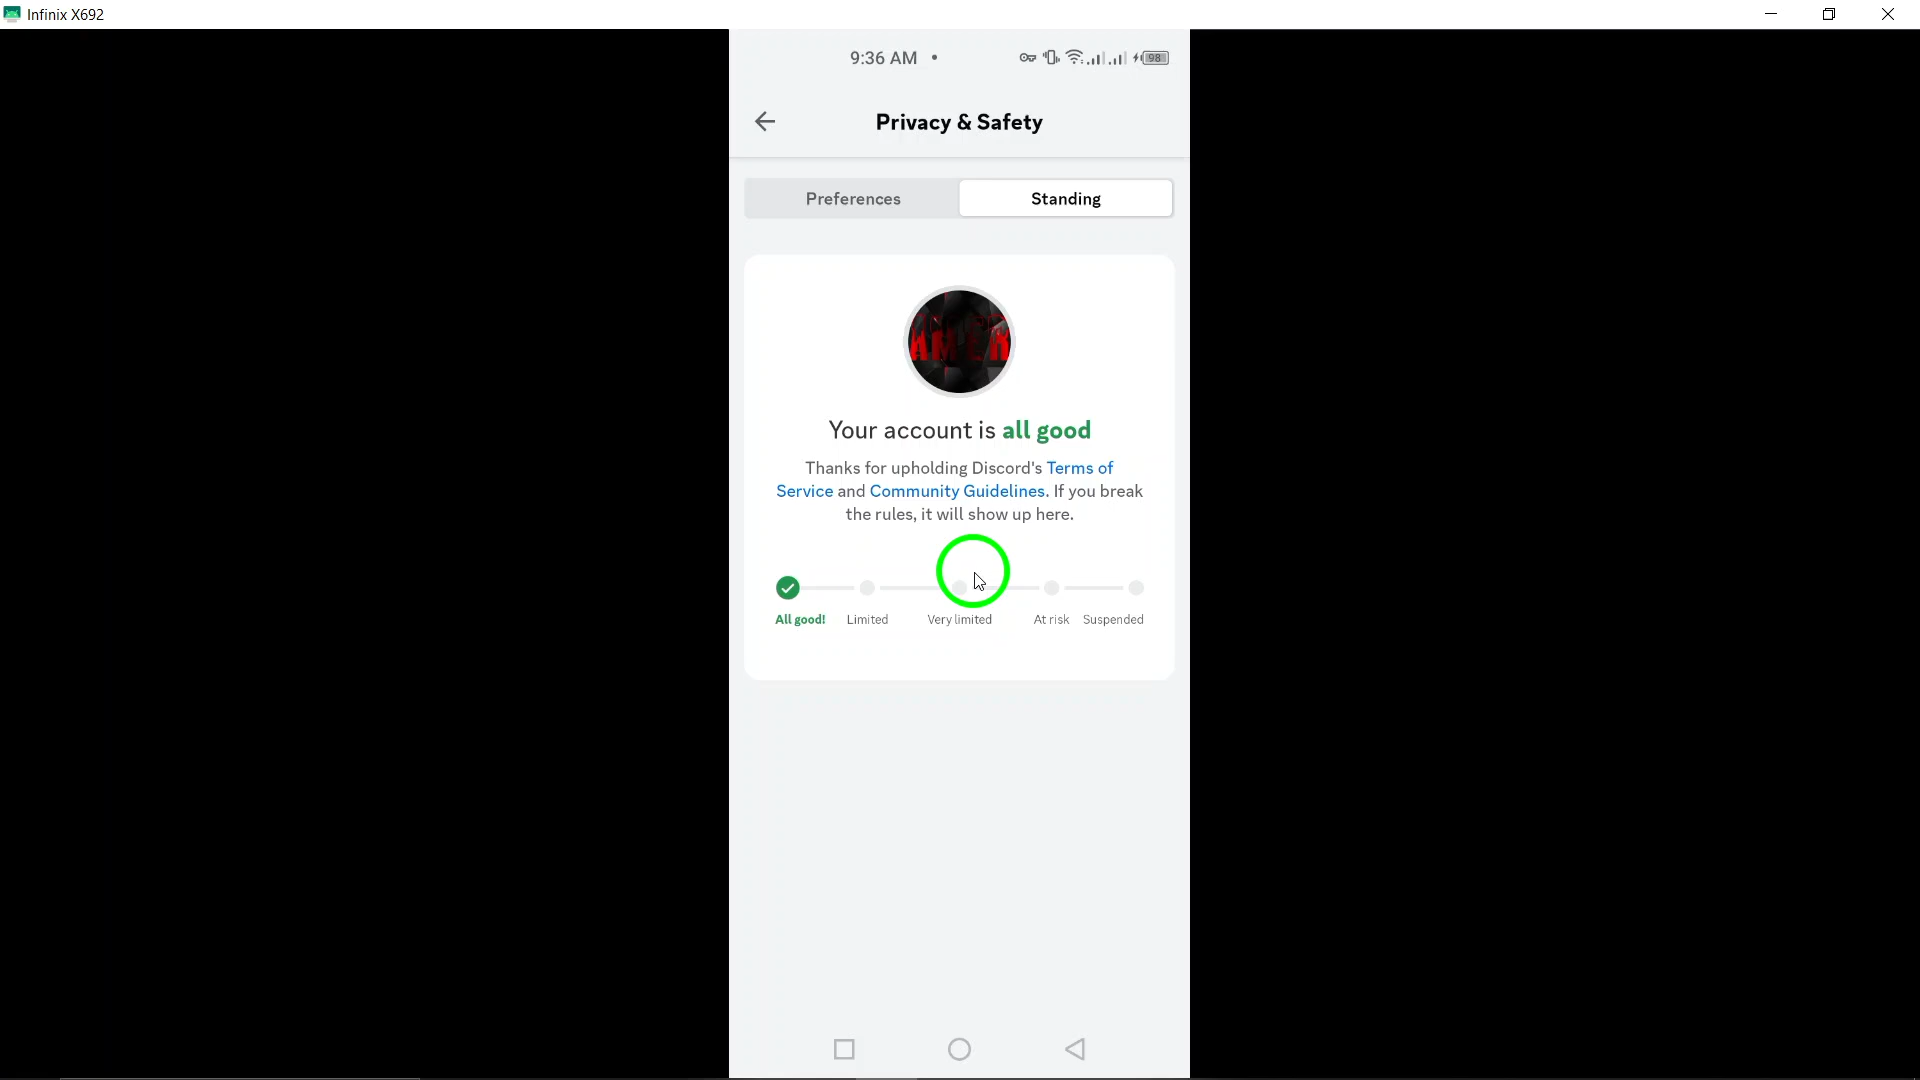 Infinix X692
9:36 AM
98
Privacy & Safety
Preferences
Standing
Your account is all good
Thanks for upholding Discord's Terms of
Service and Community Guidelines. If you break
the rules, it will show up here.
All good!
Limited
Very limited
At risk
Suspended